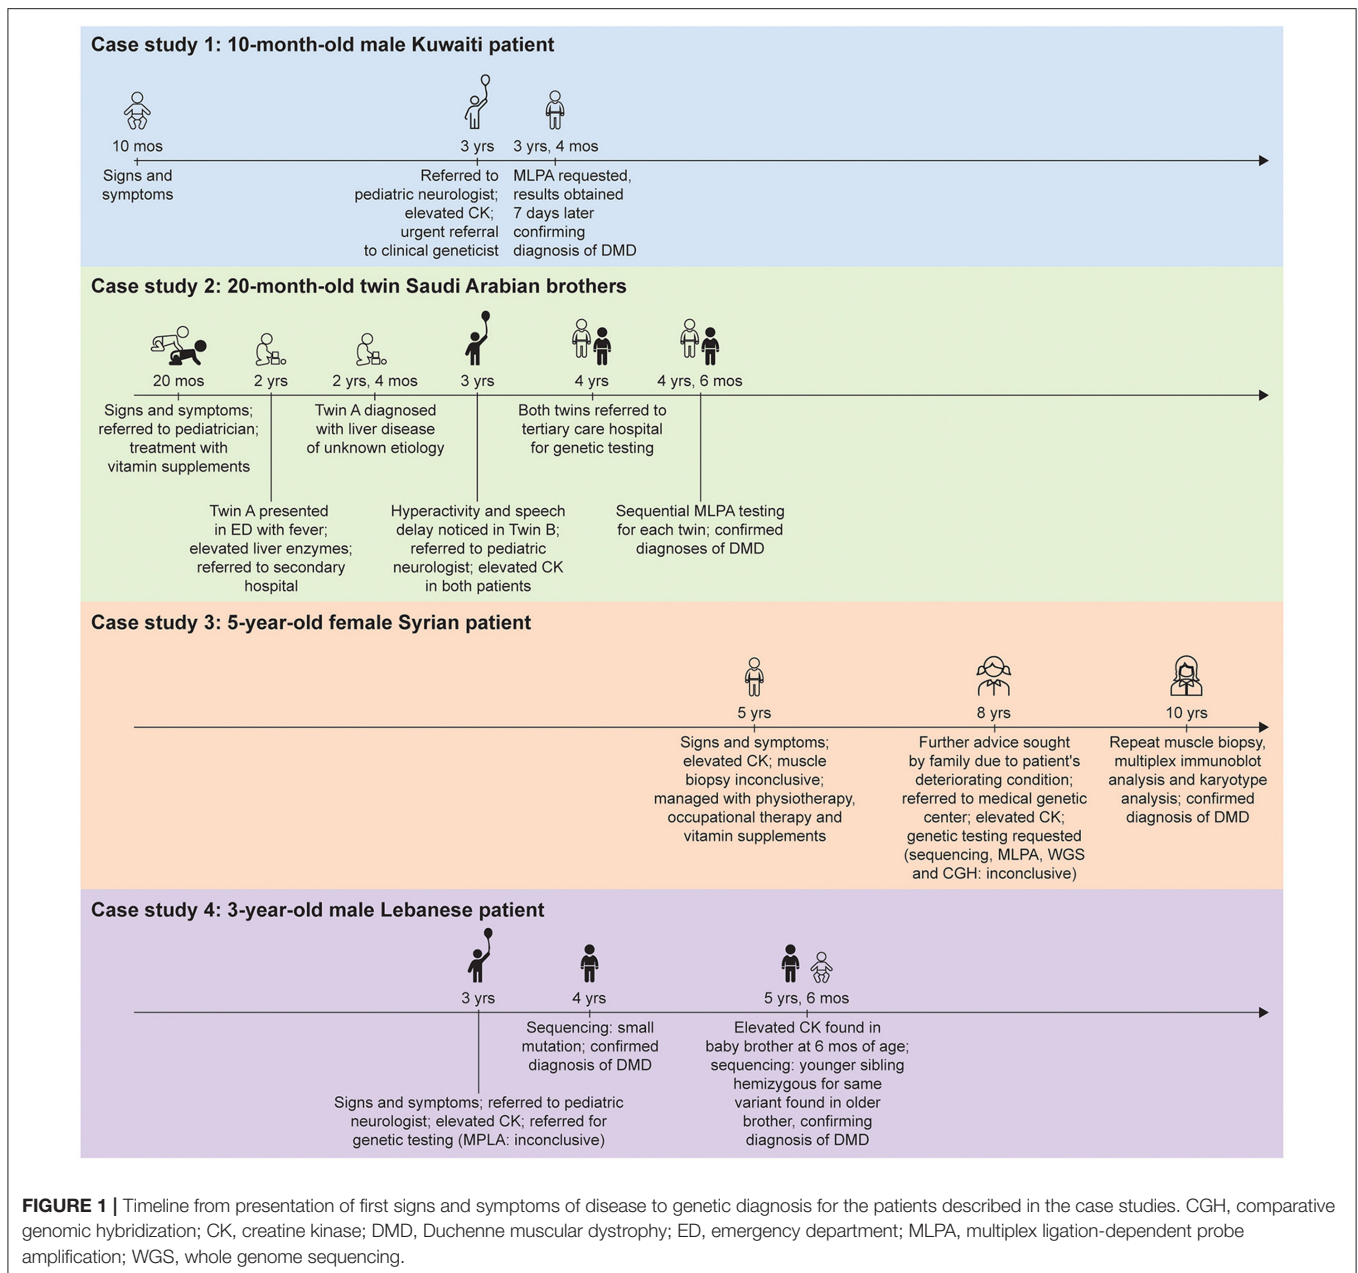 Case study 1: 10-month-old male Kuwaiti patient
10 mos
Signs and
symptoms
3 yrs
Referred to
pediatric neurologist;
elevated CK;
urgent referral
to clinical geneticist
3 yrs, 4 mos
MLPA requested,
results obtained
7 days later
confirming
diagnosis of DMD
Case study 2: 20-month-old twin Saudi Arabian brothers
20 mos
Signs and symptoms;
referred to pediatrician;
treatment with
vitamin supplements
2 yrs
Twin A presented
in ED with fever;
elevated liver enzymes;
referred to secondary
hospital
2 yrs, 4 mos
Twin A diagnosed
with liver disease
of unknown etiology
3 yrs
Hyperactivity and speech
delay noticed in Twin B;
referred to pediatric
neurologist; elevated CK
in both patients
4 yrs
Both twins referred to
tertiary care hospital
for genetic testing
4 yrs, 6 mos
Sequential MLPA testing
for each twin; confirmed
diagnoses of DMD
Case study 3: 5-year-old female Syrian patient
5 yrs
Signs and symptoms;
elevated CK; muscle
biopsy inconclusive;
managed with physiotherapy,
occupational therapy and
vitamin supplements
8 yrs
Further advice sought
by family due to patient's
deteriorating condition;
referred to medical genetic
center; elevated CK;
genetic testing requested
(sequencing, MLPA, WGS
and CGH: inconclusive)
10 yrs
Repeat muscle biopsy,
multiplex immunoblot
analysis and karyotype
analysis; confirmed
diagnosis of DMD
Case study 4: 3-year-old male Lebanese patient
3 yrs
Signs and symptoms; referred to pediatric
neurologist; elevated CK; referred for
genetic testing (MPLA: inconclusive)
4 yrs
Sequencing: small
mutation; confirmed
diagnosis of DMD
5 yrs, 6 mos
Elevated CK found in
baby brother at 6 mos of age;
sequencing: younger sibling
hemizygous for same
variant found in older
brother, confirming
diagnosis of DMD
FIGURE 1 | Timeline from presentation of first signs and symptoms of disease to genetic diagnosis for the patients described in the case studies. CGH, comparative
genomic hybridization; CK, creatine kinase; DMD, Duchenne muscular dystrophy; ED, emergency department; MLPA, multiplex ligation-dependent probe
amplification; WGS, whole genome sequencing.